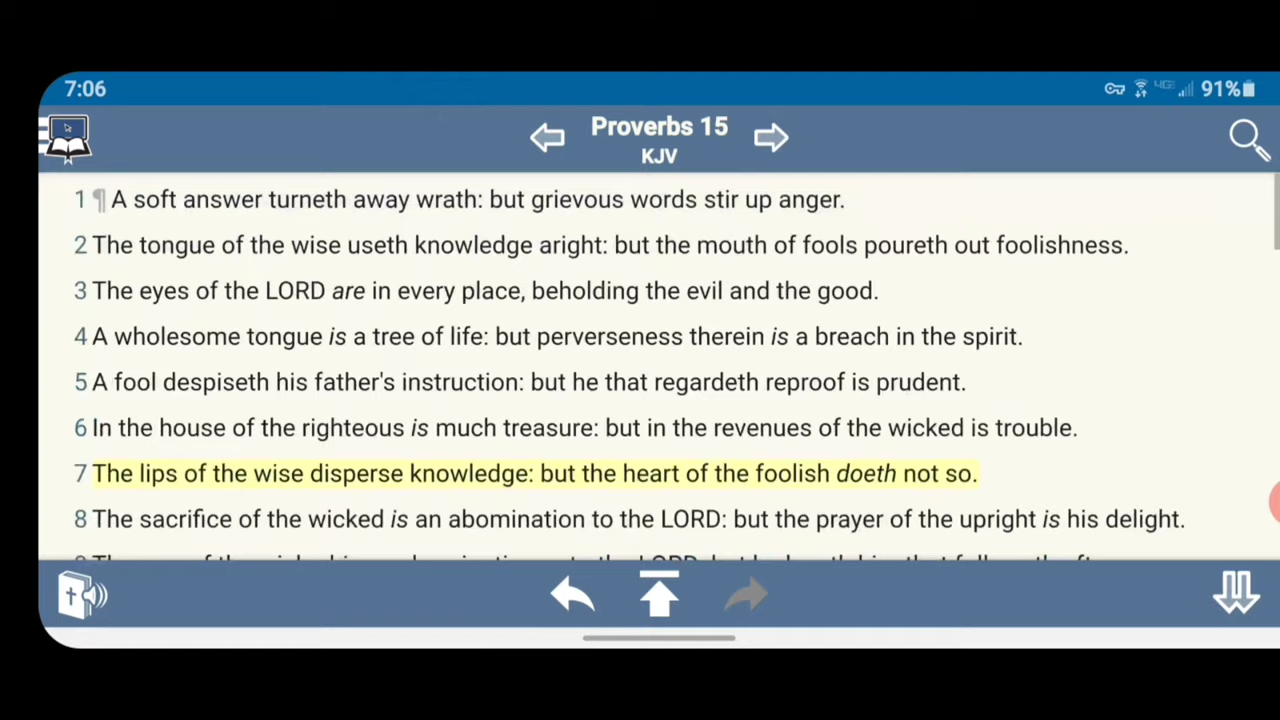 7:06
4GE 91%
Proverbs 15
KJV
1 ¶ A soft answer turneth away wrath: but grievous words stir up anger.
2 The tongue of the wise useth knowledge aright: but the mouth of fools poureth out foolishness.
3 The eyes of the LORD are in every place, beholding the evil and the good.
4 A wholesome tongue is a tree of life: but perverseness therein is a breach in the spirit.
5 A fool despiseth his father's instruction: but he that regardeth reproof is prudent.
6 In the house of the righteous is much treasure: but in the revenues of the wicked is trouble.
7 The lips of the wise disperse knowledge: but the heart of the foolish doeth not so.
8 The sacrifice of the wicked is an abomination to the LORD: but the prayer of the upright is his delight.